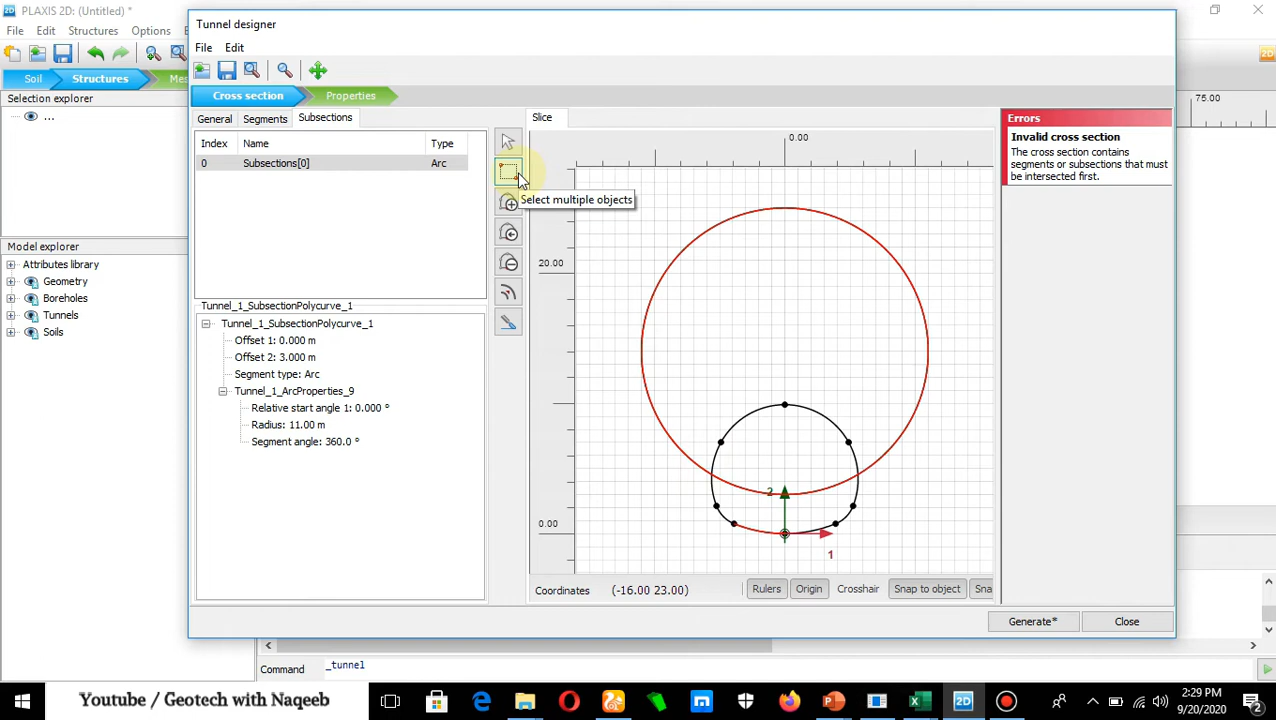 PLAXIS 2D: (Untitled) *
File Edit Structures Options
Soil Structures
Selection explorer
...
Model explorer
Attributes library
Geometry
Boreholes
Tunnels
Soils
Tunnel designer
File Edit
Cross section Properties
General Segments Subsections
Index Name Type
0 Subsections[0] Arc
Tunnel_1_SubsectionPolycurve_1
Tunnel_1_SubsectionPolycurve_1
Offset 1: 0.000 m
Offset 2: 3.000 m
Segment type: Arc
Tunnel_1_ArcProperties_9
Relative start angle 1: 0.000 °
Radius: 11.00 m
Segment angle: 360.0 °
Select multiple objects
Slice
0.00
20.00
0.00
2
1
Coordinates (-16.00 23.00)
Rulers Origin Crosshair Snap to object
Errors
Invalid cross section
The cross section contains
segments or subsections that must
be intersected first.
75.00
2D
Generate* Close
Command _tunnel
Youtube / Geotech with Naqeeb
2D
2:29 PM
9/20/2020
2